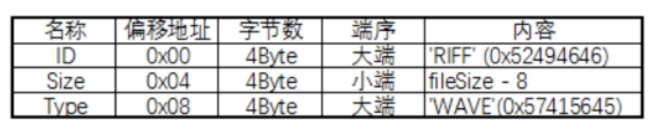 名称 偏移地址 字节数 端序 内容
ID 0x00 4Byte 大端 'RIFF' (0x52494646)
Size 0x04 4Byte 小端 fileSize - 8
Type 0x08 4Byte 大端 'WAVE'(0x57415645)